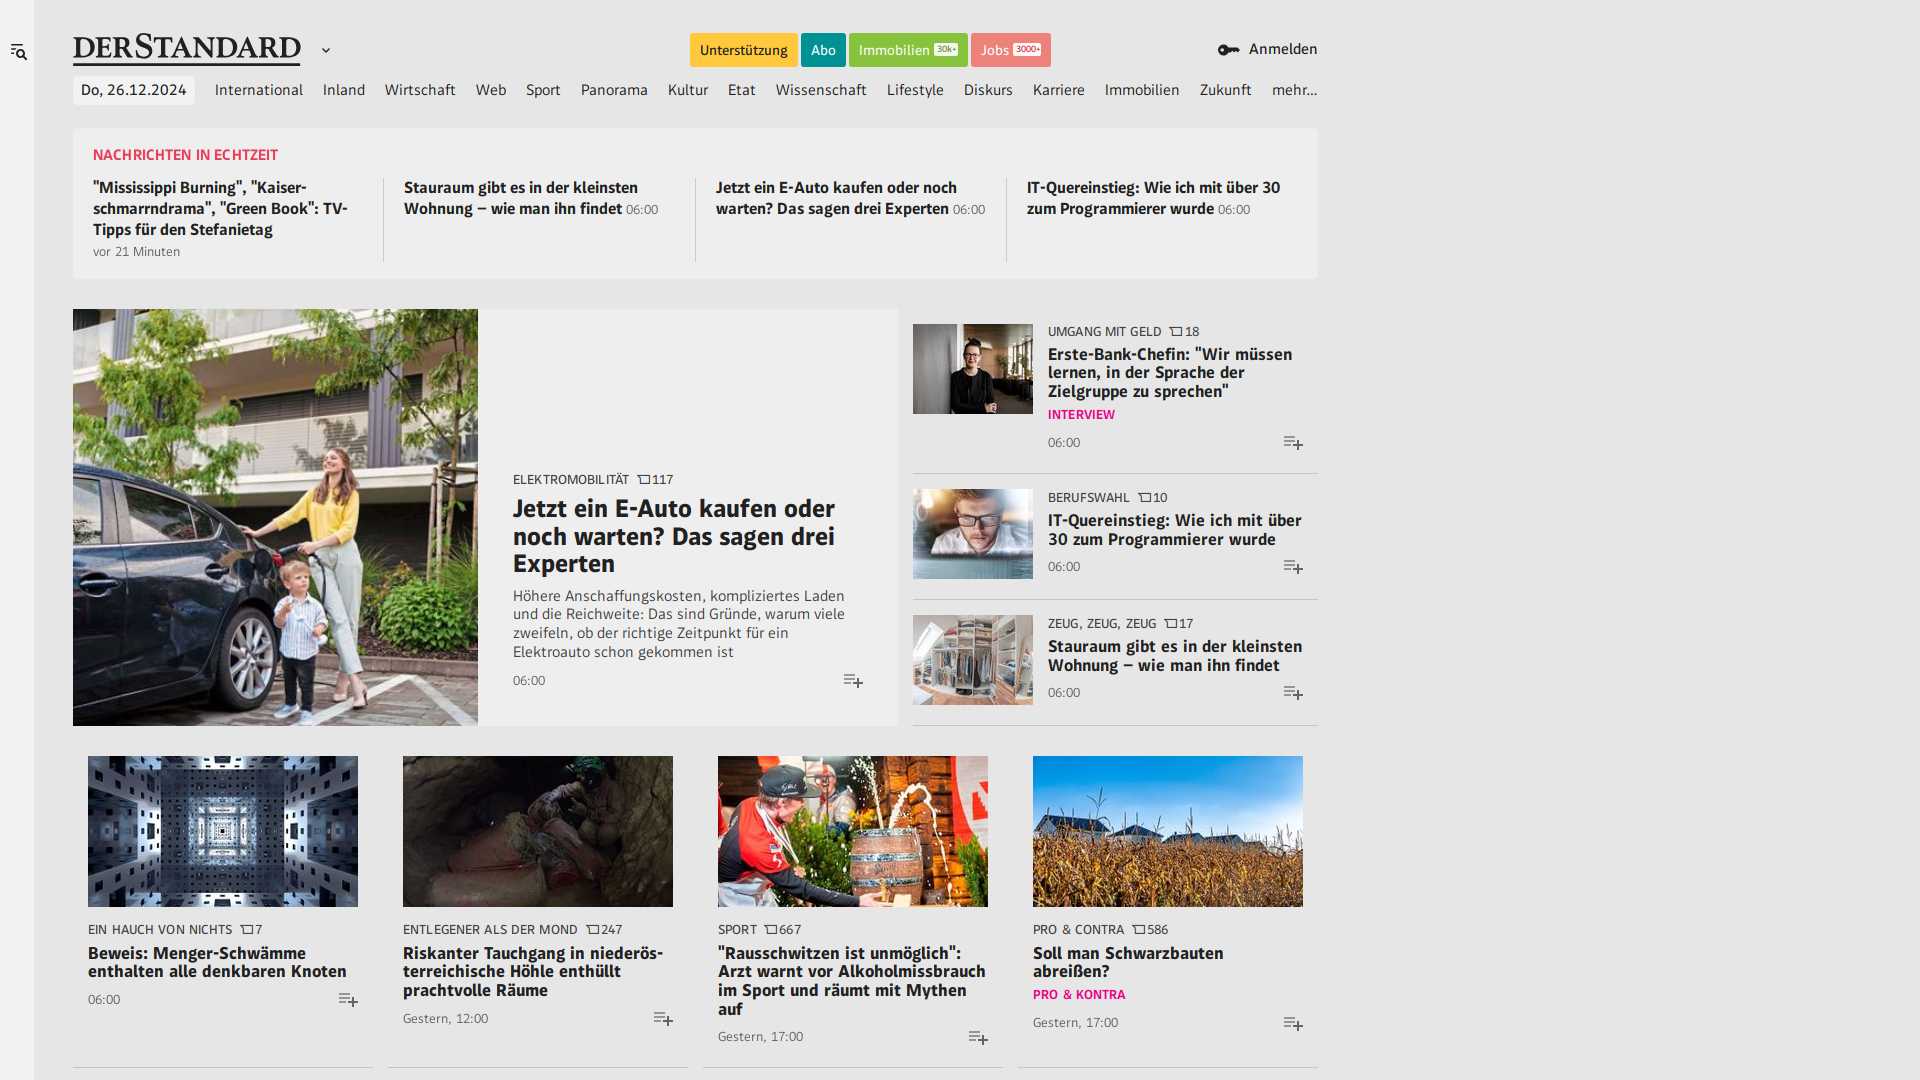 DERSTANDARD
Unterstützung
Abo
Immobilien 30k+
Jobs 3000+
Anmelden
Do, 26.12.2024
International
Inland
Wirtschaft
Web
Sport
Panorama
Kultur
Etat
Wissenschaft
Lifestyle
Diskurs
Karriere
Immobilien
Zukunft
mehr...
NACHRICHTEN IN ECHTZEIT
"Mississippi Burning", "Kaiser-
schmarrndrama", "Green Book": TV-
Tipps für den Stefanietag
vor 21 Minuten
Stauraum gibt es in der kleinsten
Wohnung – wie man ihn findet 06:00
Jetzt ein E-Auto kaufen oder noch
warten? Das sagen drei Experten 06:00
IT-Quereinstieg: Wie ich mit über 30
zum Programmierer wurde 06:00
ELEKTROMOBILITÄT 117
Jetzt ein E-Auto kaufen oder
noch warten? Das sagen drei
Experten
Höhere Anschaffungskosten, kompliziertes Laden
und die Reichweite: Das sind Gründe, warum viele
zweifeln, ob der richtige Zeitpunkt für ein
Elektroauto schon gekommen ist
06:00
UMGANG MIT GELD 18
Erste-Bank-Chefin: "Wir müssen
lernen, in der Sprache der
Zielgruppe zu sprechen"
INTERVIEW
06:00
BERUFSWAHL 10
IT-Quereinstieg: Wie ich mit über
30 zum Programmierer wurde
06:00
ZEUG, ZEUG, ZEUG 17
Stauraum gibt es in der kleinsten
Wohnung – wie man ihn findet
06:00
EIN HAUCH VON NICHTS 7
Beweis: Menger-Schwämme
enthalten alle denkbaren Knoten
06:00
ENTLEGENER ALS DER MOND 247
Riskanter Tauchgang in niederös-
terreichische Höhle enthüllt
prachtvolle Räume
Gestern, 12:00
SPORT 667
"Rausschwitzen ist unmöglich":
Arzt warnt vor Alkoholmissbrauch
im Sport und räumt mit Mythen
auf
Gestern, 17:00
PRO & CONTRA 586
Soll man Schwarzbauten
abreißen?
PRO & KONTRA
Gestern, 17:00